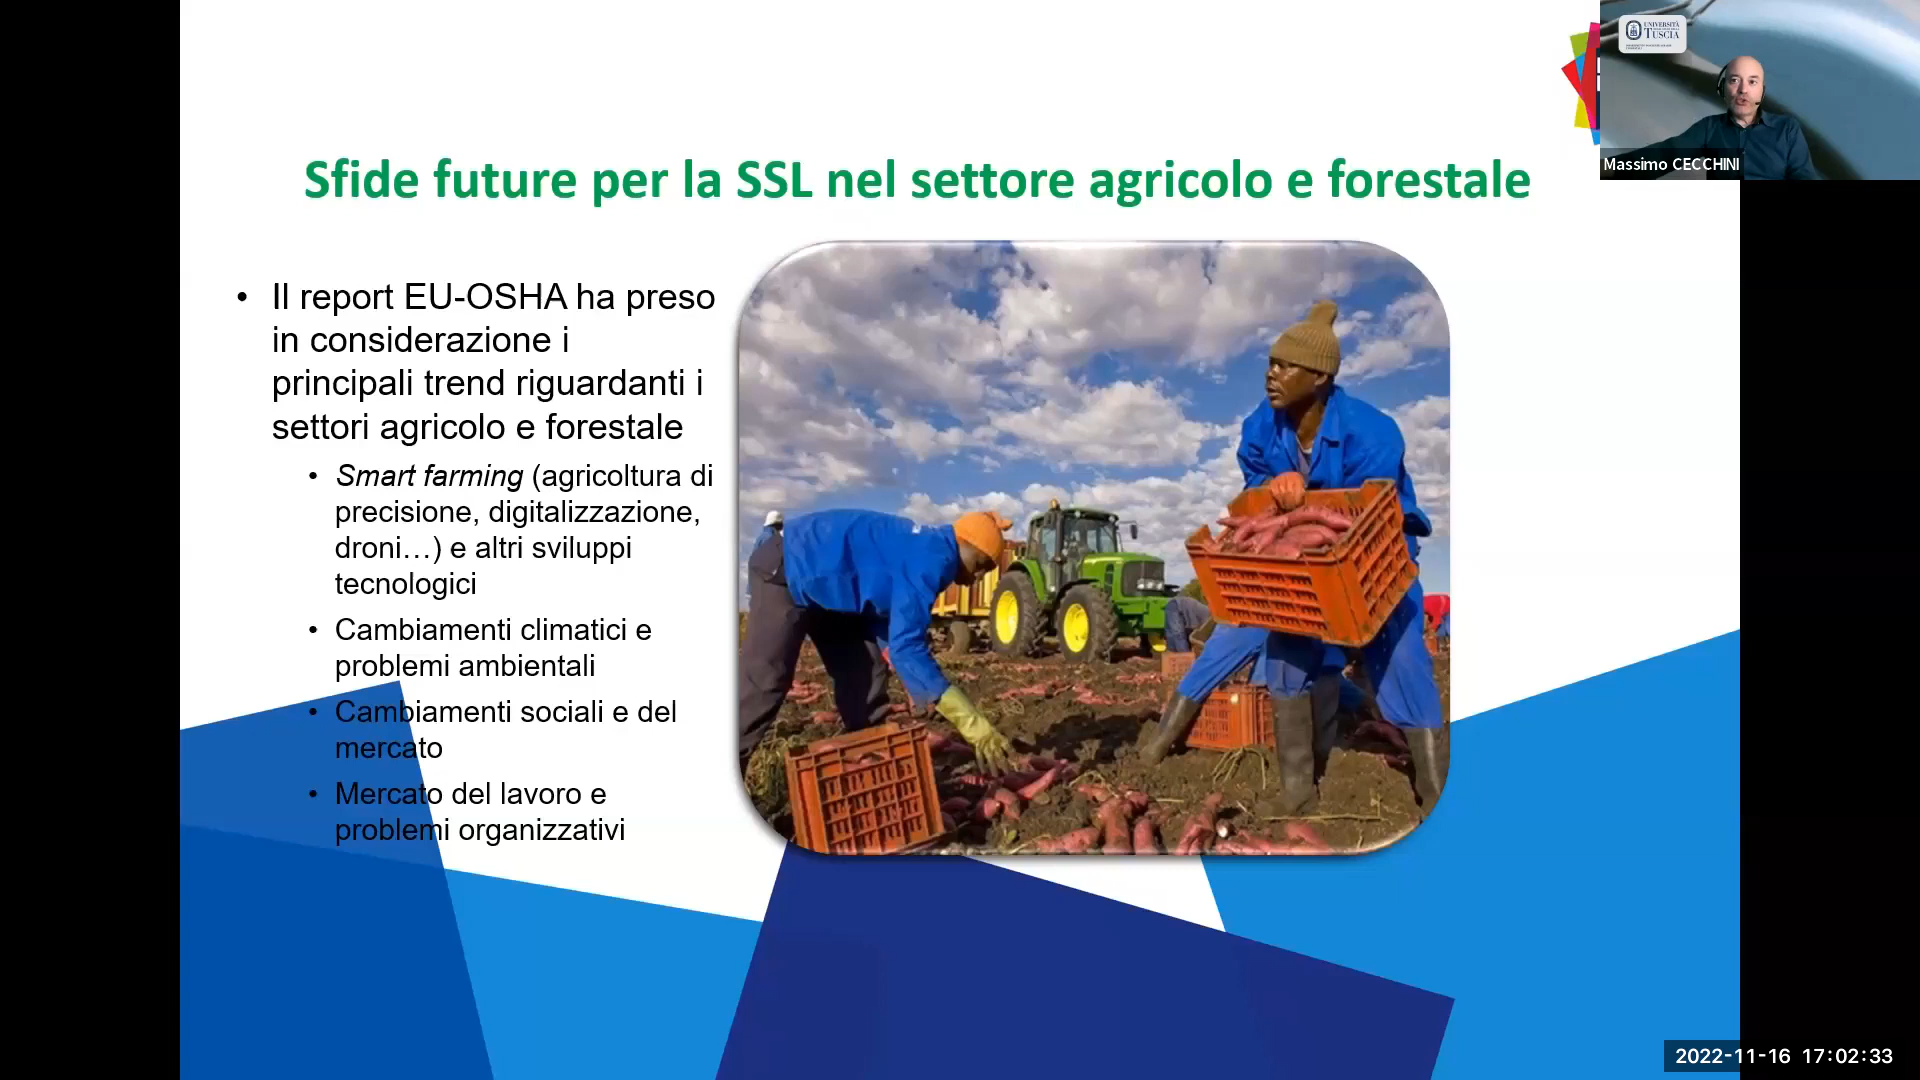 UNIVERSITÀ
TUSCIA
Massimo CECCHINI
Sfide future per la SSL nel settore agricolo e forestale
• Il report EU-OSHA ha preso
in considerazione i
principali trend riguardanti i
settori agricolo e forestale
• Smart farming (agricoltura di
precisione, digitalizzazione,
droni…) e altri sviluppi
tecnologici
• Cambiamenti climatici e
problemi ambientali
• Cambiamenti sociali e del
mercato
• Mercato del lavoro e
problemi organizzativi
2022-11-16 17:02:33